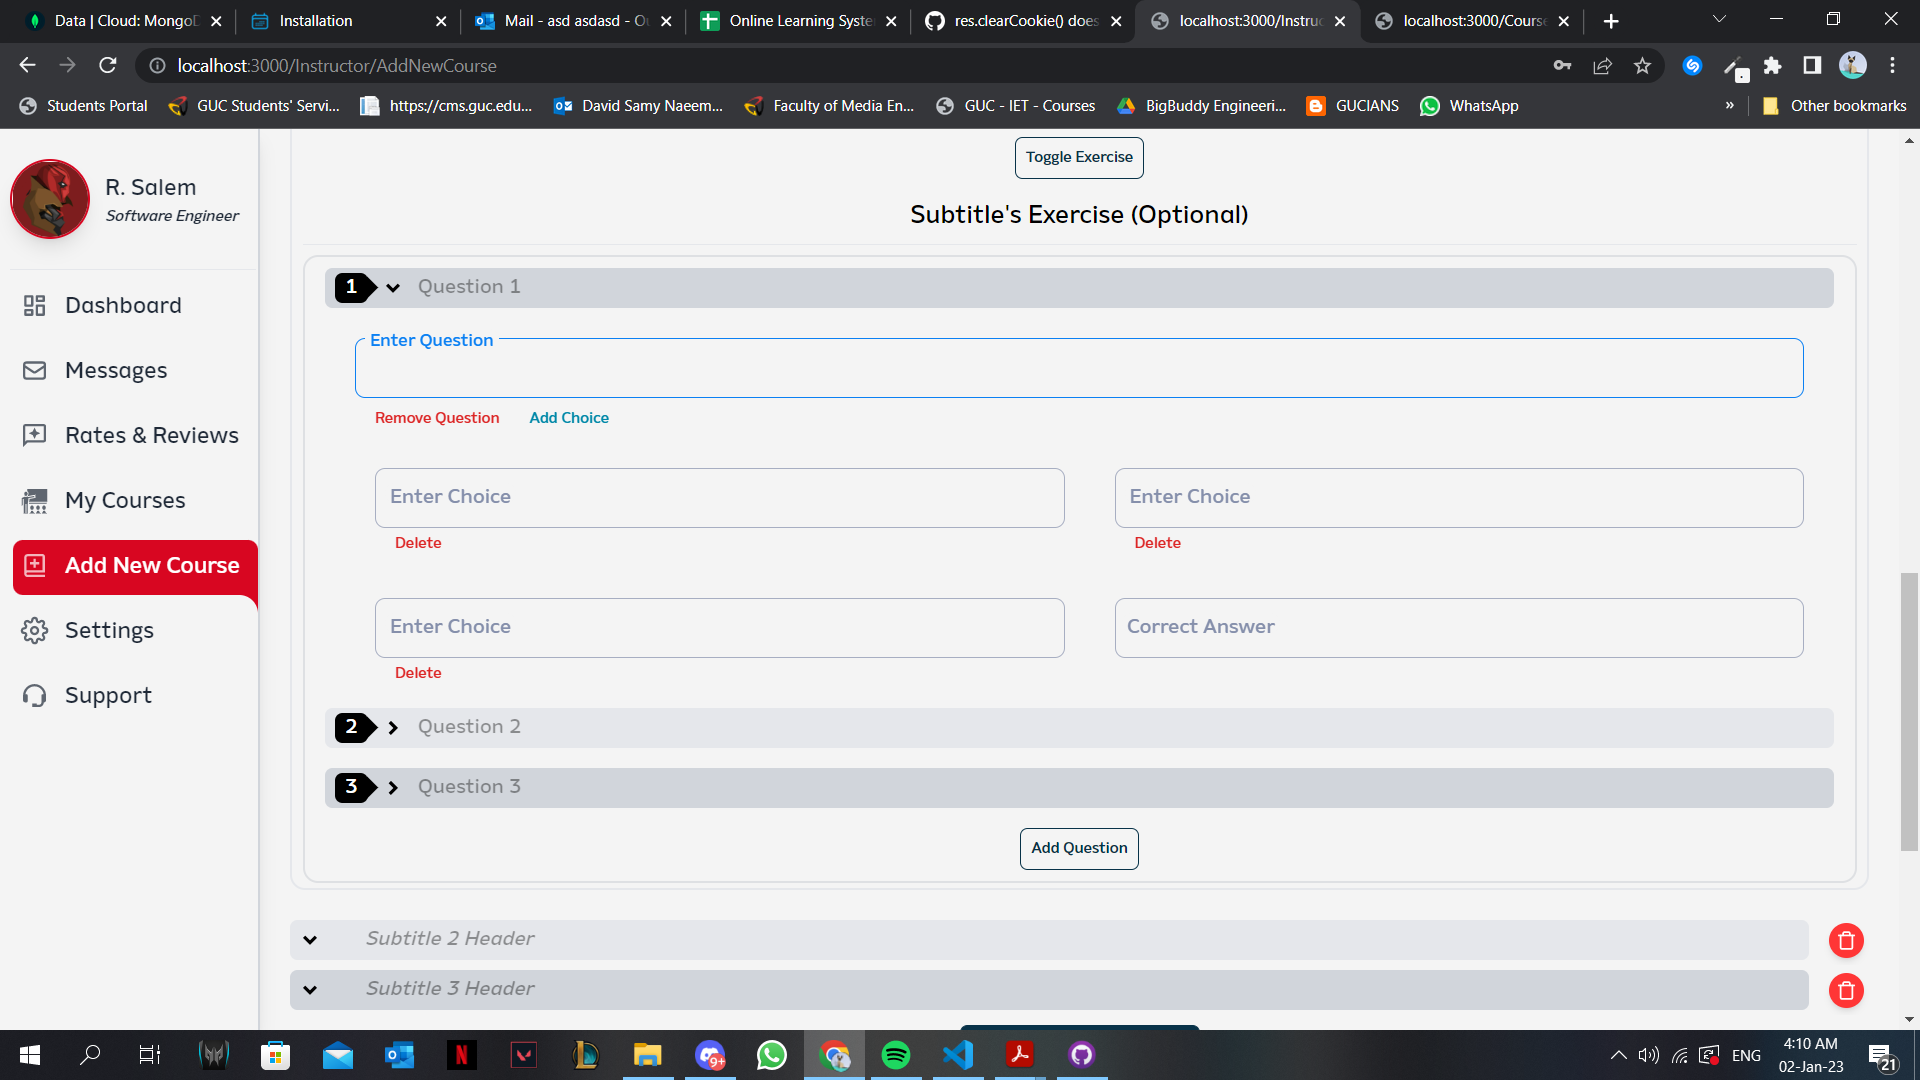 Data | Cloud: MongoD
Installation
Mail - asd asdasd - Ou
Online Learning Syste
res.clearCookie() does
localhost:3000/Instruc
localhost:3000/Course
localhost:3000/Instructor/AddNewCourse
Students Portal
GUC Students' Servi...
https://cms.guc.edu...
David Samy Naeem...
Faculty of Media En...
GUC - IET - Courses
BigBuddy Engineeri...
GUCIANS
WhatsApp
»
Other bookmarks
R. Salem
Software Engineer
Dashboard
Messages
Rates & Reviews
My Courses
Add New Course
Settings
Support
Toggle Exercise
Subtitle's Exercise (Optional)
1
Question 1
Enter Question
Remove Question
Add Choice
Enter Choice
Enter Choice
Delete
Delete
Enter Choice
Correct Answer
Delete
2
Question 2
3
Question 3
Add Question
Subtitle 2 Header
Subtitle 3 Header
9+
ENG
4:10 AM
02-Jan-23
21